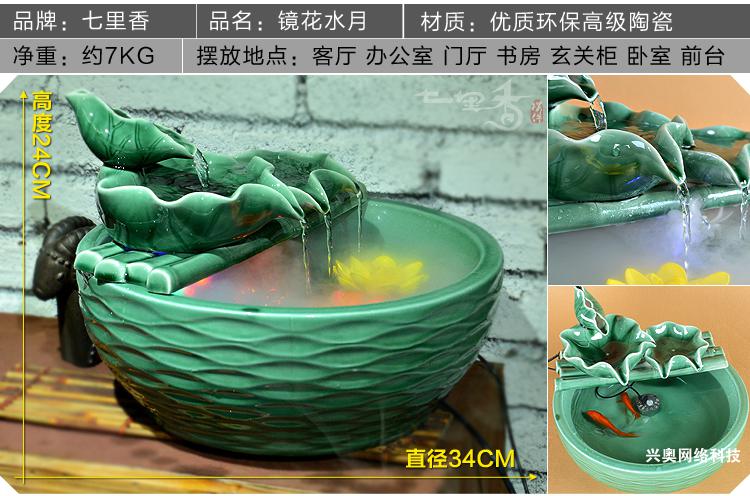 品牌：七里香 品名：镜花水月 材质：优质环保高级陶瓷
净重：约7KG 摆放地点：客厅 办公室 门厅 书房 玄关柜 卧室 前台
高度24CM
七里香
直径34CM
兴奥网络科技